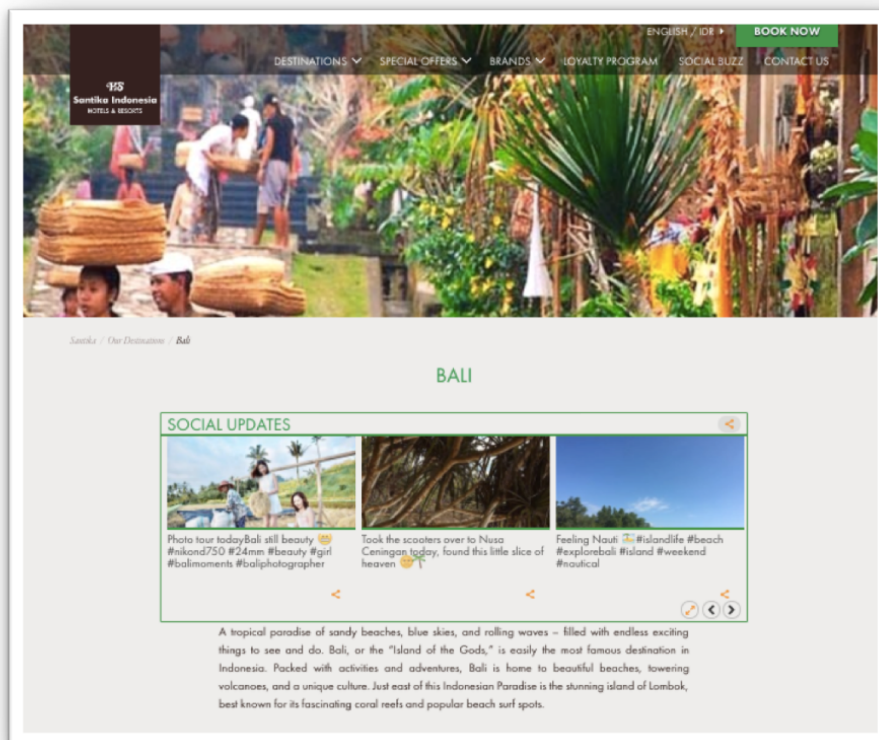 ENGLISH / IDR
BOOK NOW
DESTINATIONS
SPECIAL OFFERS
BRANDS
LOYALTY PROGRAM
SOCIAL BUZZ
CONTACT US
HS
Santika Indonesia
HOTELS & RESORTS
Santika / Our Destinations / Bali
BALI
SOCIAL UPDATES
Photo tour todayBali still beauty 😁
#nikond750 #24mm #beauty #girl
#balimoments #baliphotographer
Took the scooters over to Nusa
Ceningan today, found this little slice of
heaven 😁🌴
Feeling Nauti 🏝️#islandlife #beach
#explorebali #island #weekend
#nautical
A tropical paradise of sandy beaches, blue skies, and rolling waves – filled with endless exciting
things to see and do. Bali, or the “Island of the Gods,” is easily the most famous destination in
Indonesia. Packed with activities and adventures, Bali is home to beautiful beaches, towering
volcanoes, and a unique culture. Just east of this Indonesian Paradise is the stunning island of Lombok,
best known for its fascinating coral reefs and popular beach surf spots.